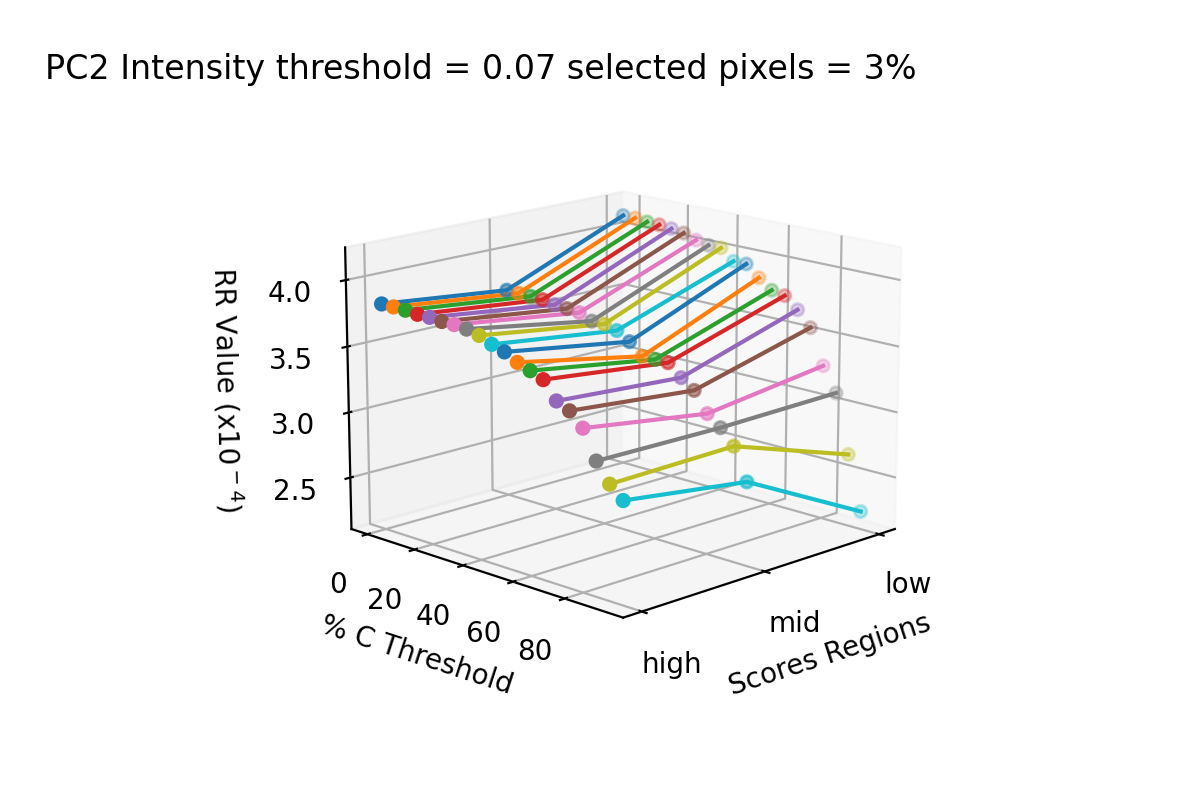 PC2 Intensity threshold = 0.07 selected pixels = 3%
RR Value (x10⁻⁴)
4.0
3.5
3.0
2.5
0
20
40
60
80
% C Threshold
high
mid
low
Scores Regions